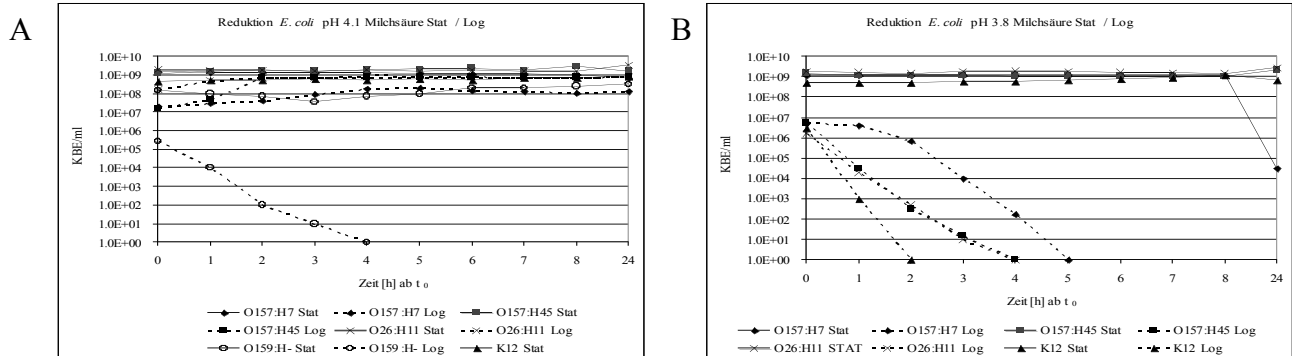 A
Reduktion E. coli pH 4.1 Milchsäure Stat / Log
KBE/ml
1.0E+10
1.0E+09
1.0E+08
1.0E+07
1.0E+06
1.0E+05
1.0E+04
1.0E+03
1.0E+02
1.0E+01
1.0E+00
0 1 2 3 4 5 6 7 8 24
Zeit [h] ab t 0
O157:H7 Stat O157:H7 Log O157:H45 Stat
O157:H45 Log O26:H11 Stat O26:H11 Log
O159:H- Stat O159:H- Log K12 Stat
B
Reduktion E. coli pH 3.8 Milchsäure Stat / Log
KBE/ml
1.0E+10
1.0E+09
1.0E+08
1.0E+07
1.0E+06
1.0E+05
1.0E+04
1.0E+03
1.0E+02
1.0E+01
1.0E+00
0 1 2 3 4 5 6 7 8 24
Zeit [h] ab t 0
O157:H7 Stat O157:H7 Log O157:H45 Stat O157:H45 Log
O26:H11 STAT O26:H11 Log K12 Stat K12 Log